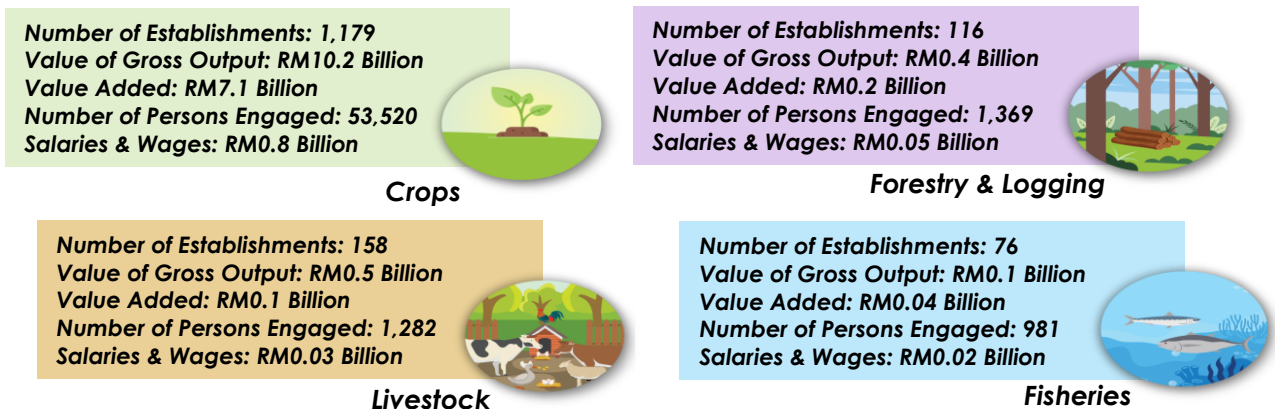 Number of Establishments: 1,179
Value of Gross Output: RM10.2 Billion
Value Added: RM7.1 Billion
Number of Persons Engaged: 53,520
Salaries & Wages: RM0.8 Billion
Crops
Number of Establishments: 116
Value of Gross Output: RM0.4 Billion
Value Added: RM0.2 Billion
Number of Persons Engaged: 1,369
Salaries & Wages: RM0.05 Billion
Forestry & Logging
Number of Establishments: 158
Value of Gross Output: RM0.5 Billion
Value Added: RM0.1 Billion
Number of Persons Engaged: 1,282
Salaries & Wages: RM0.03 Billion
Livestock
Number of Establishments: 76
Value of Gross Output: RM0.1 Billion
Value Added: RM0.04 Billion
Number of Persons Engaged: 981
Salaries & Wages: RM0.02 Billion
Fisheries